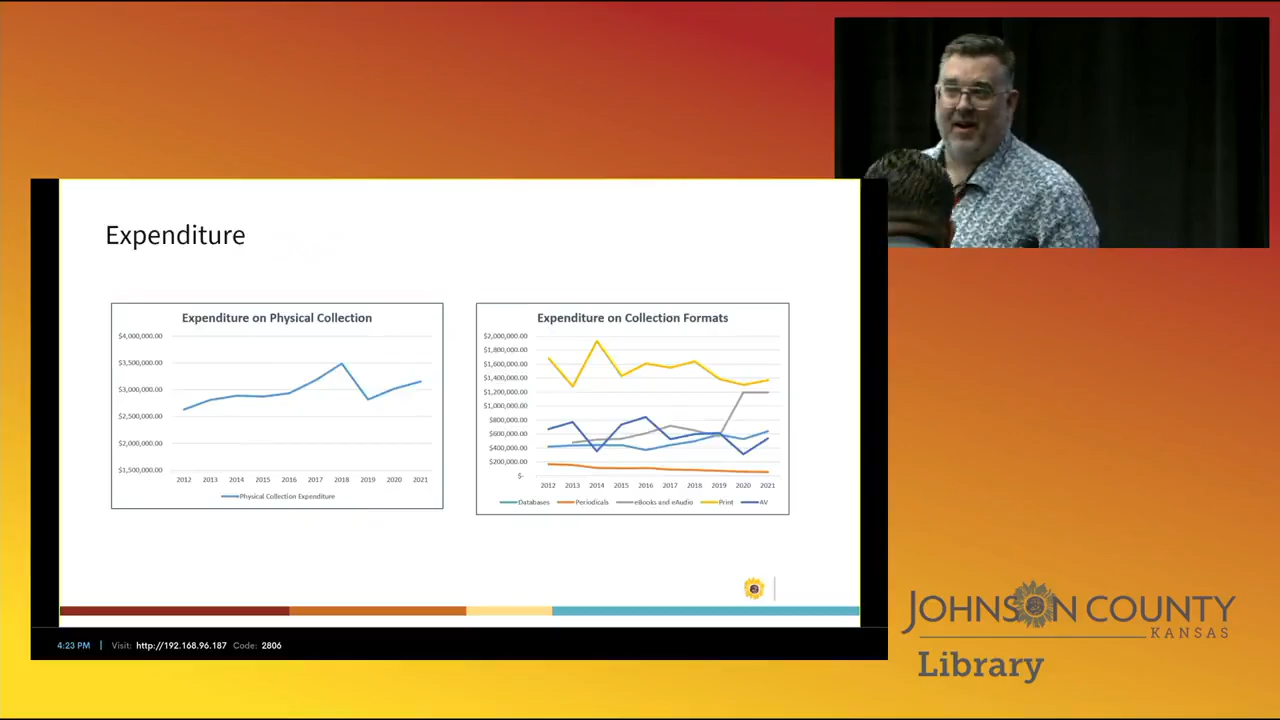 Expenditure
Expenditure on Physical Collection
$4,000,000.00
$3,500,000.00
$3,000,000.00
$2,500,000.00
$2,000,000.00
$1,500,000.00
2012 2013 2014 2015 2016 2017 2018 2019 2020 2021
Physical Collection Expenditure
Expenditure on Collection Formats
$2,000,000.00
$1,800,000.00
$1,600,000.00
$1,400,000.00
$1,200,000.00
$1,000,000.00
$800,000.00
$600,000.00
$400,000.00
$200,000.00
$-
2012 2013 2014 2015 2016 2017 2018 2019 2020 2021
Databases Periodicals eBooks and eAudio Print AV
4:23 PM | Visit: http://192.168.96.187 Code: 2806
JOHNSON COUNTY
KANSAS
Library